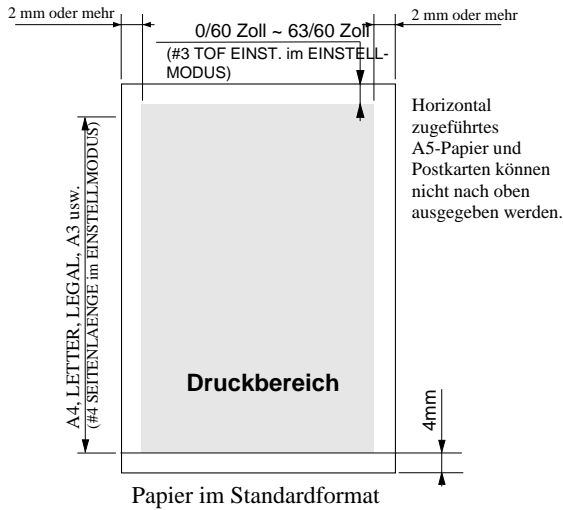 2 mm oder mehr
0/60 Zoll ~ 63/60 Zoll
(#3 TOF EINST. im EINSTELL-
MODUS)
2 mm oder mehr
Horizontal
zugeführtes
A5-Papier und
Postkarten können
nicht nach oben
ausgegeben werden.
A4, LETTER, LEGAL, A3 usw.
(#4 SEITENLAENGE im EINSTELLMODUS)
Druckbereich
4mm
Papier im Standardformat